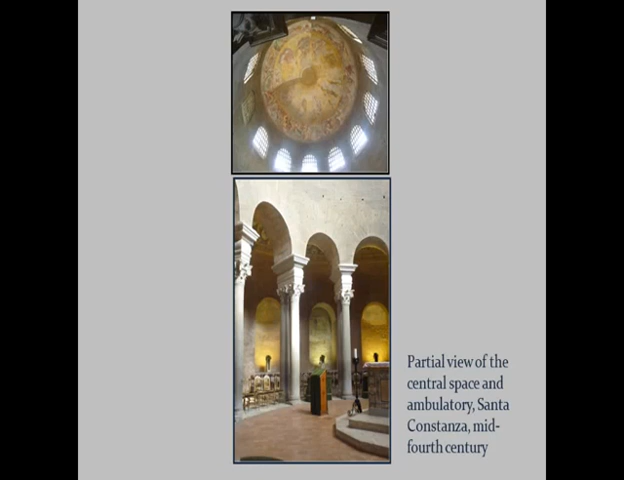 Partial view of the
central space and
ambulatory, Santa
Constanza, mid-
fourth century